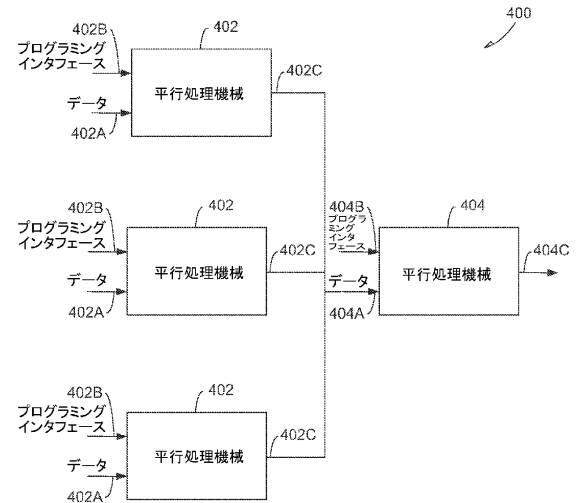 400
402B
402
プログラミング
インタフェース
402C
平行処理機械
データ
402A
402B
402
404B
404
プログラミング
インタフェース
402C
プログラ
ミング
インタ
フェース
404C
平行処理機械
平行処理機械
データ
データ
402A
404A
402B
402
プログラミング
インタフェース
402C
平行処理機械
データ
402A